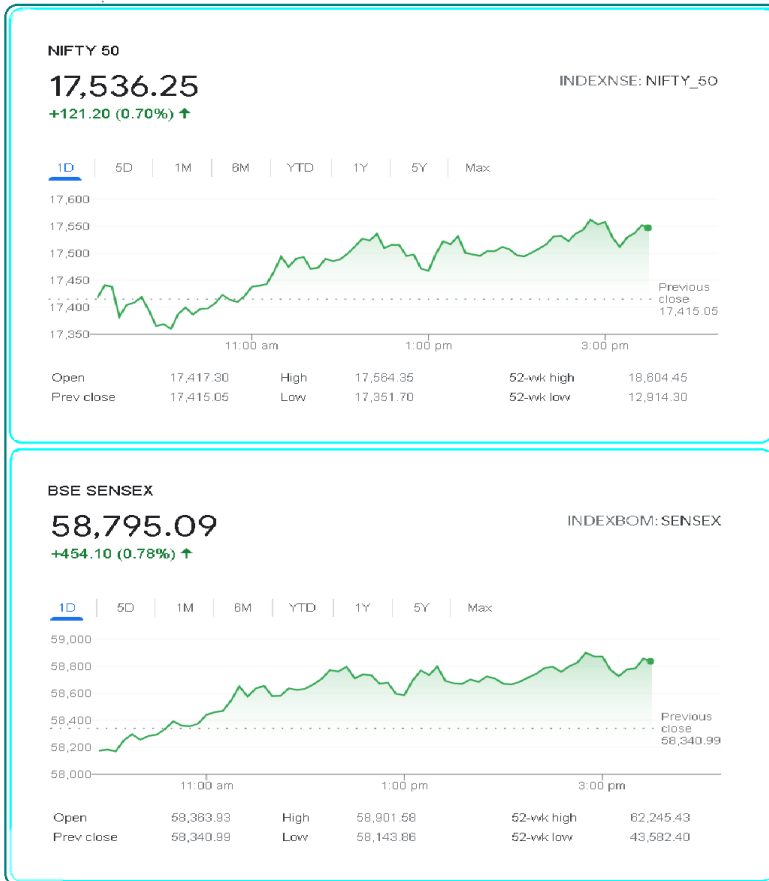 NIFTY 50
17,536.25
INDEXNSE: NIFTY_50
+121.20 (0.70%) ↑
1D 5D 1M 6M YTD 1Y 5Y Max
17,600
17,550
17,500
17,450
17,400
17,350
Previous
close
17,415.05
11:00 am 1:00 pm 3:00 pm
Open 17,417.30 High 17,564.35 52-wk high 18,604.45
Prev close 17,415.05 Low 17,351.70 52-wk low 12,914.30
BSE SENSEX
58,795.09
INDEXBOM: SENSEX
+454.10 (0.78%) ↑
1D 5D 1M 6M YTD 1Y 5Y Max
59,000
58,800
58,600
58,400
58,200
58,000
Previous
close
58,340.99
11:00 am 1:00 pm 3:00 pm
Open 58,363.93 High 58,901.58 52-wk high 62,245.43
Prev close 58,340.99 Low 58,143.86 52-wk low 43,582.40